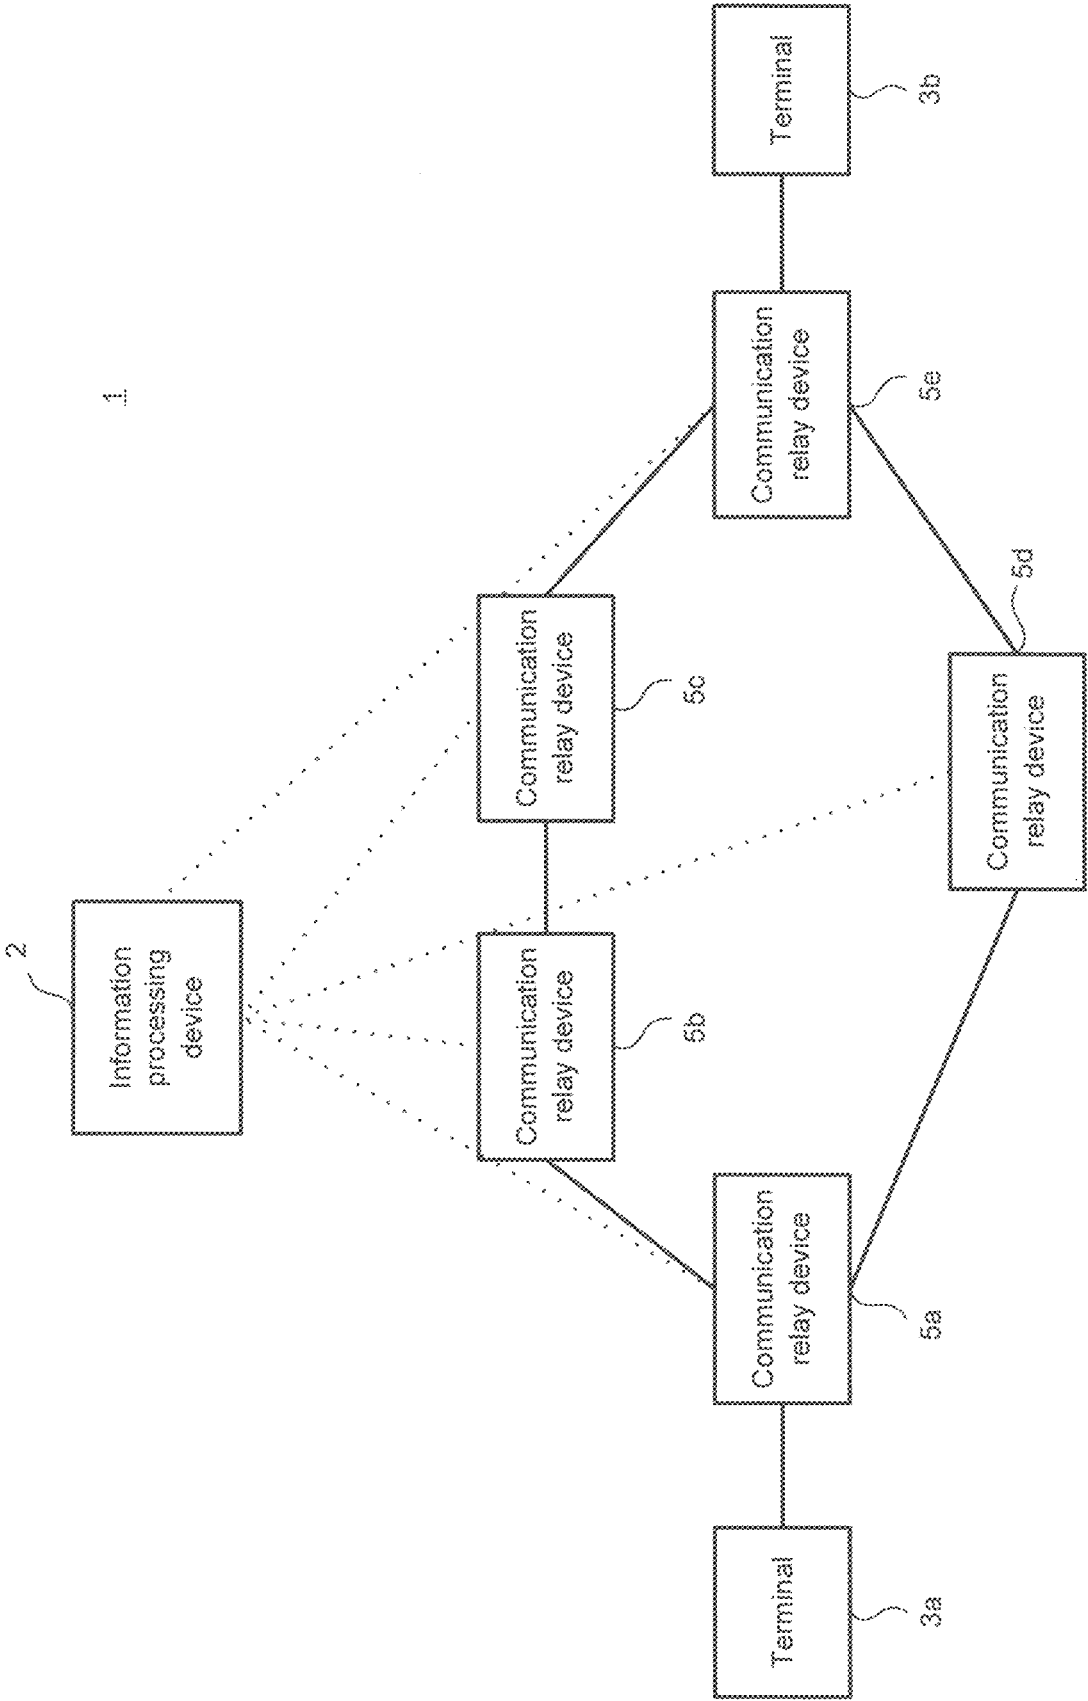 1
2
Information
processing
device
Communication
relay device
5b
Communication
relay device
5c
Terminal
3a
Communication
relay device
5a
Communication
relay device
5e
Terminal
3b
Communication
relay device
5d